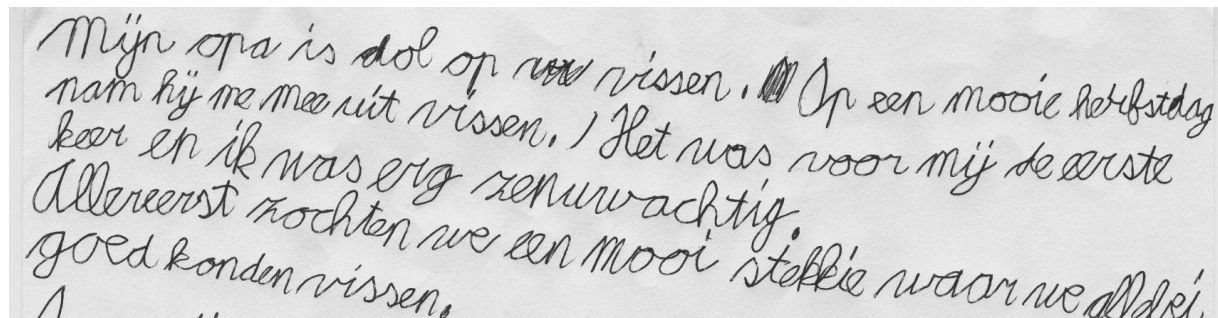 Mijn opa is dol op vissen. Op een mooie herfstdag
nam hij me mee uit vissen. Het was voor mij de eerste
keer en ik was erg zenuwachtig.
Allereerst zochten we een mooi stekkie waar we
goed konden vissen.